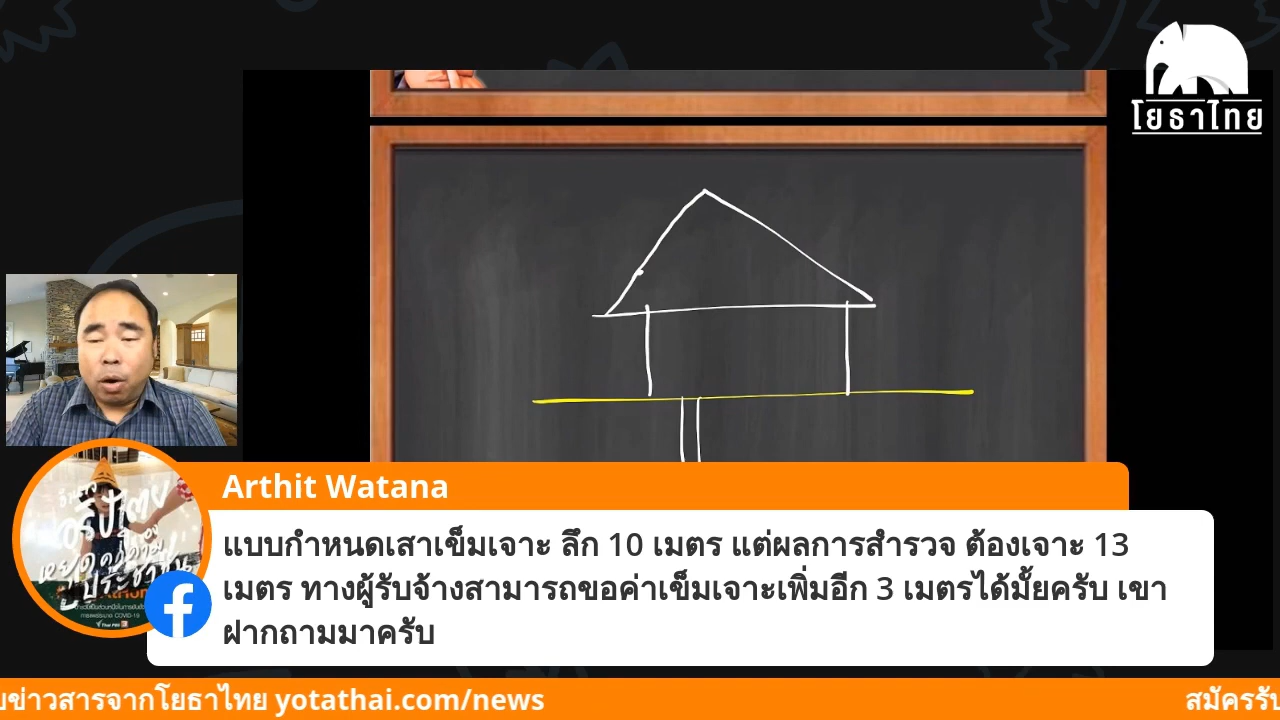 โยธาไทย
Arthit Watana
แบบกำหนดเสาเข็มเจาะ ลึก 10 เมตร แต่ผลการสำรวจ ต้องเจาะ 13
เมตร ทางผู้รับจ้างสามารถขอค่าเข็มเจาะเพิ่มอีก 3 เมตรได้มั้ยครับ เขา
ฝากถามมาครับ
บข่าวสารจากโยธาไทย yotathai.com/news
สมัครรับ